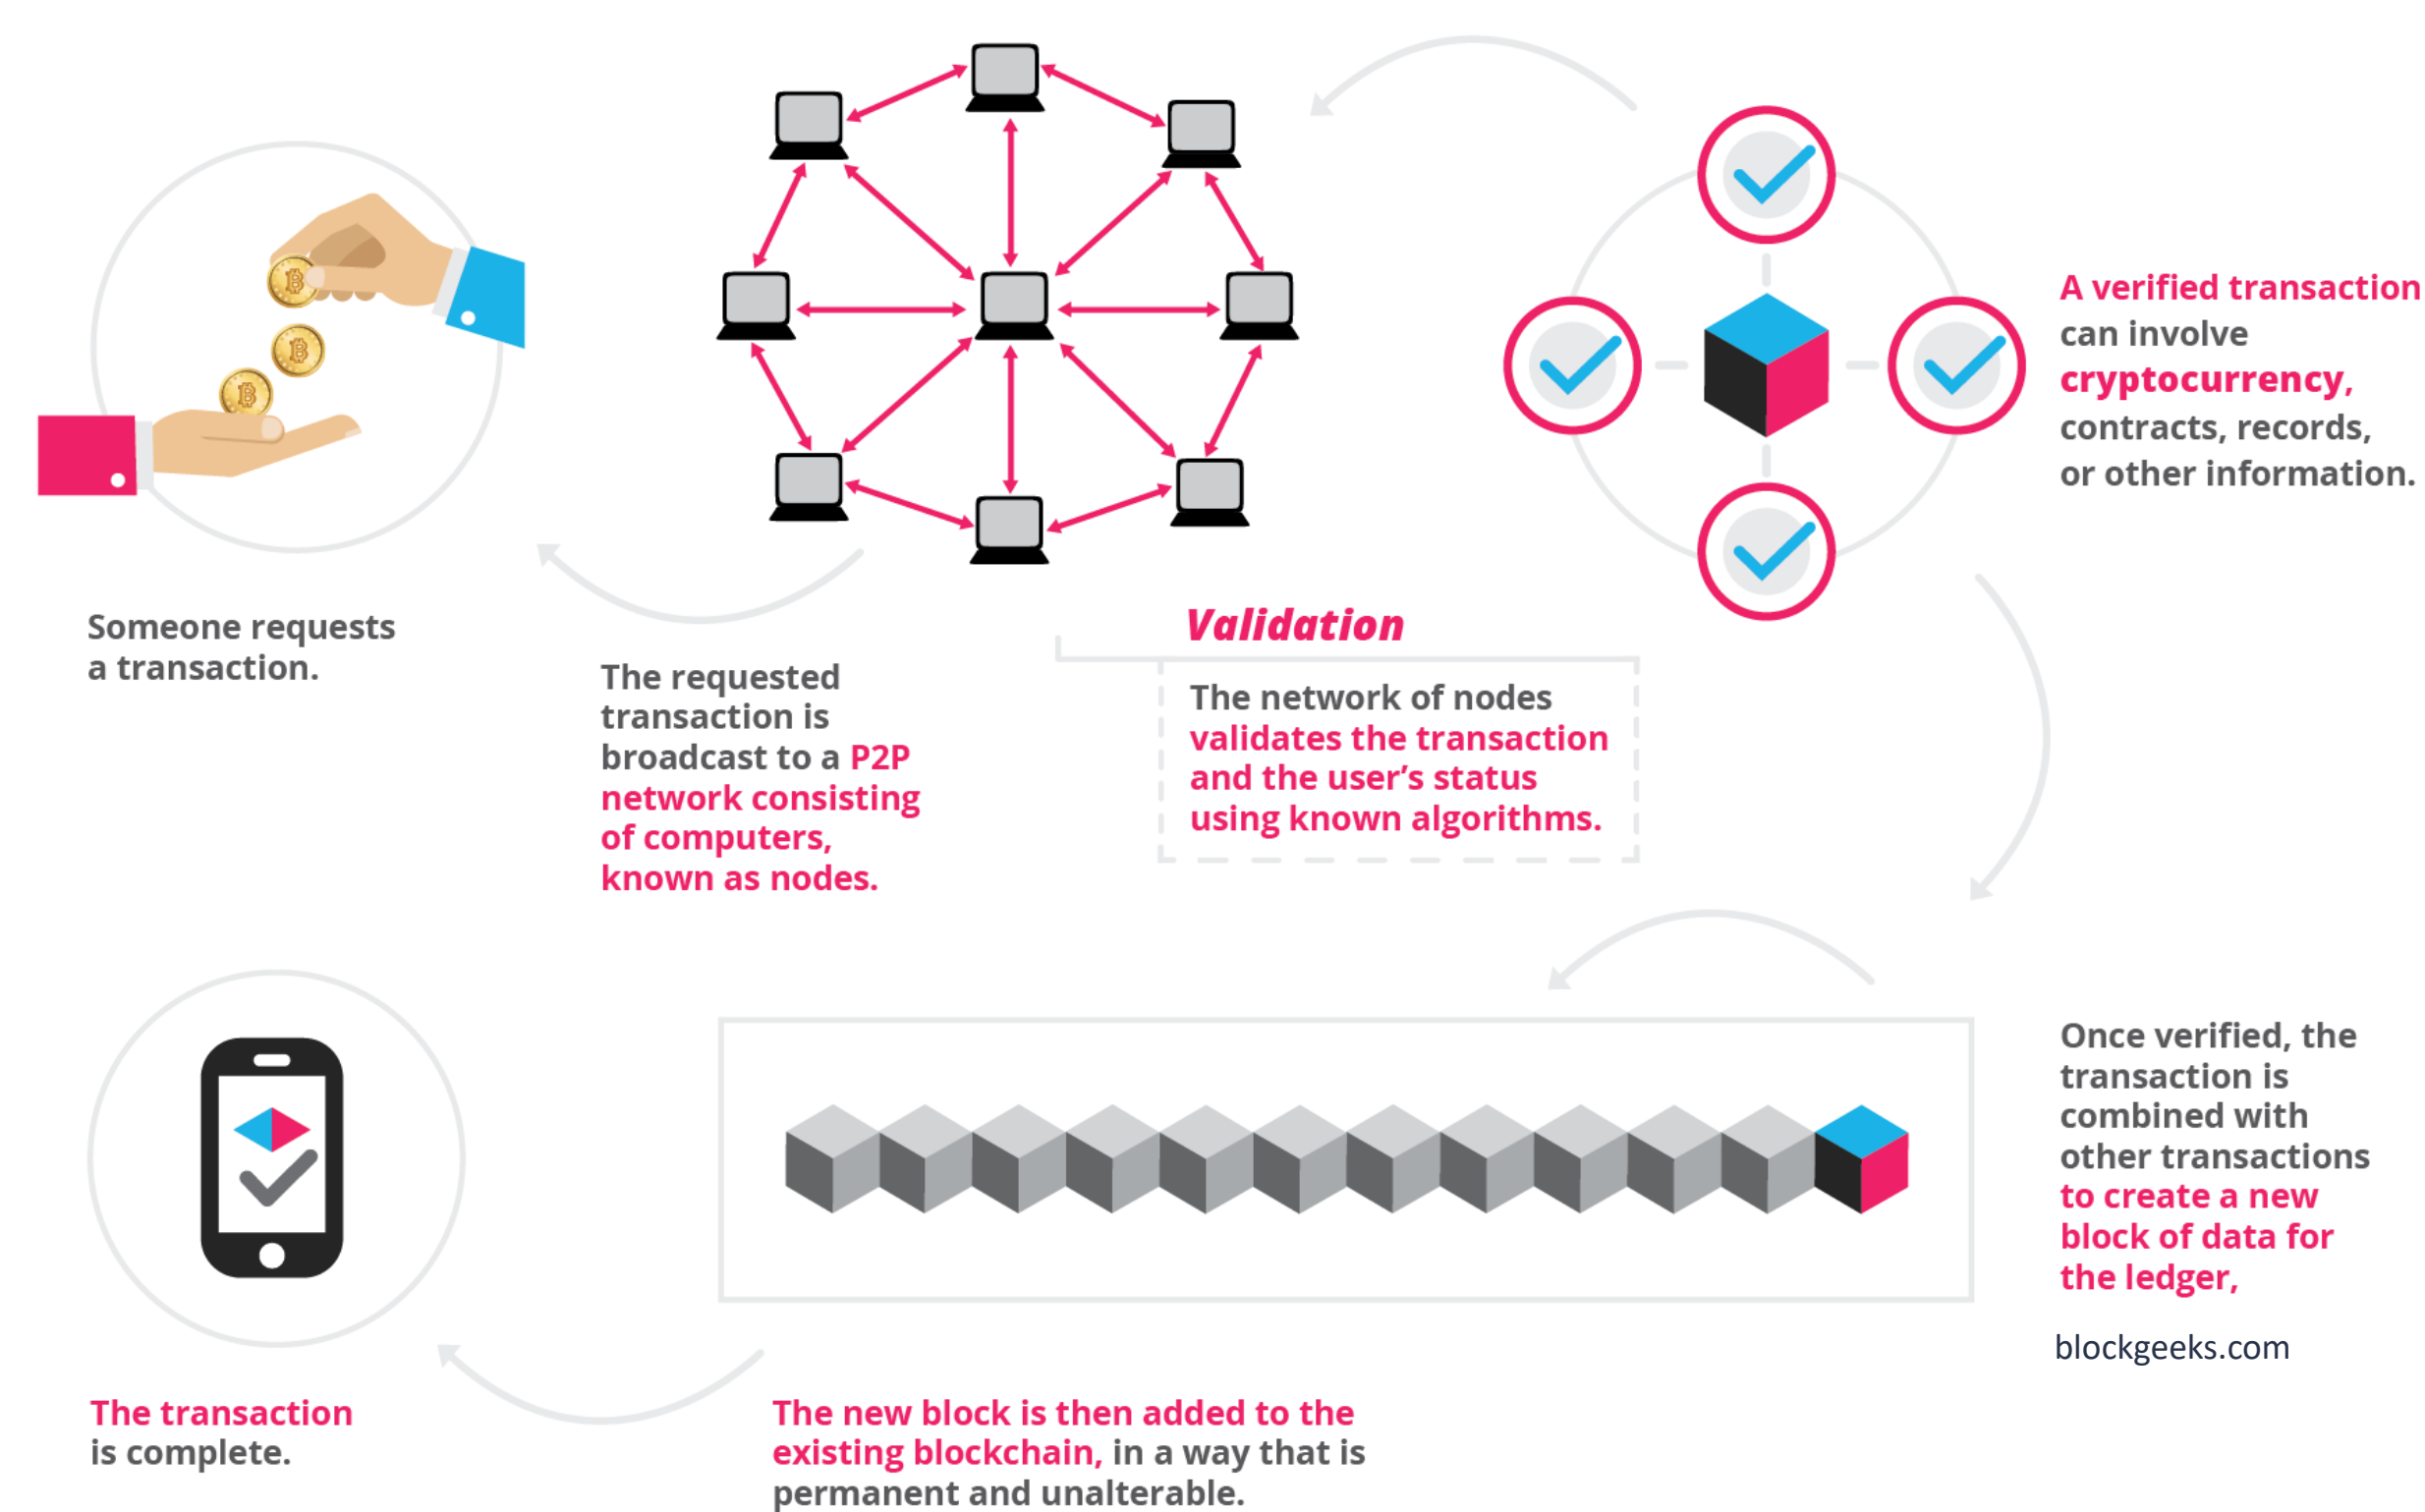 Someone requests
a transaction.
The requested
transaction is
broadcast to a P2P
network consisting
of computers,
known as nodes.
Validation
The network of nodes
validates the transaction
and the user’s status
using known algorithms.
A verified transaction
can involve
cryptocurrency,
contracts, records,
or other information.
Once verified, the
transaction is
combined with
other transactions
to create a new
block of data for
the ledger,
blockgeeks.com
The new block is then added to the
existing blockchain, in a way that is
permanent and unalterable.
The transaction
is complete.